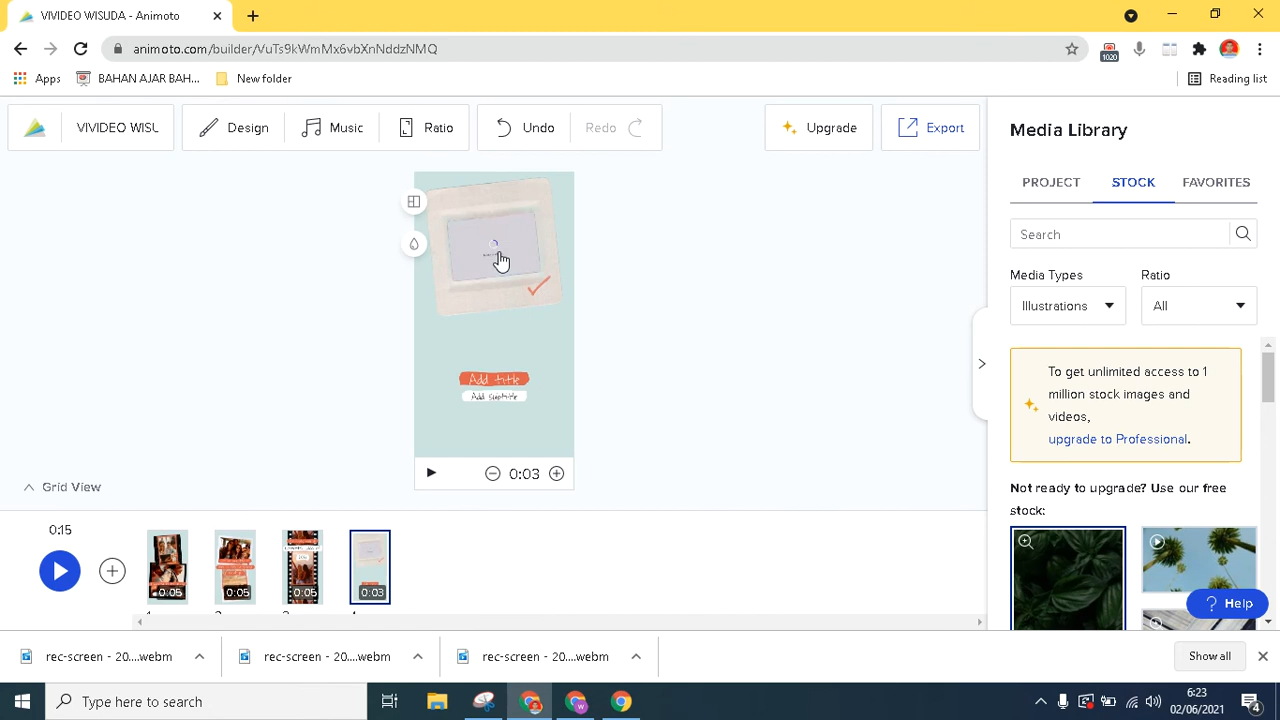 VIVIDEO WISUDA - Animoto
animoto.com/builder/VuTs9kWmMx6vbXnNddzNMQ
1020
Apps
BAHAN AJAR BAH...
New folder
Reading list
VIVIDEO WISU
Design
Music
Ratio
Undo
Redo
Upgrade
Export
Add title
Add subtitle
0:03
Grid View
0:15
0:05
0:05
0:05
0:03
Media Library
PROJECT
STOCK
FAVORITES
Search
Media Types
Ratio
Illustrations
All
To get unlimited access to 1
million stock images and
videos,
upgrade to Professional.
Not ready to upgrade? Use our free
stock:
? Help
rec-screen - 20....webm
rec-screen - 20....webm
rec-screen - 20....webm
Show all
Type here to search
6:23
02/06/2021
4